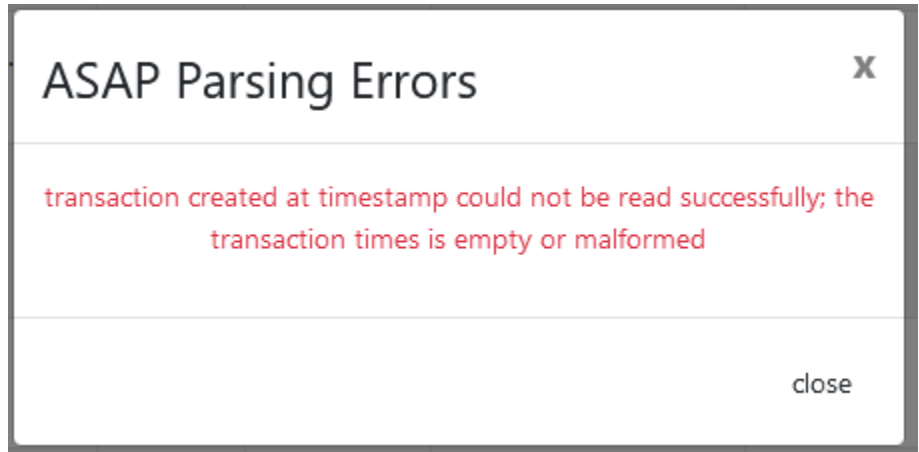 ASAP Parsing Errors
x
transaction created at timestamp could not be read successfully; the
transaction times is empty or malformed
close